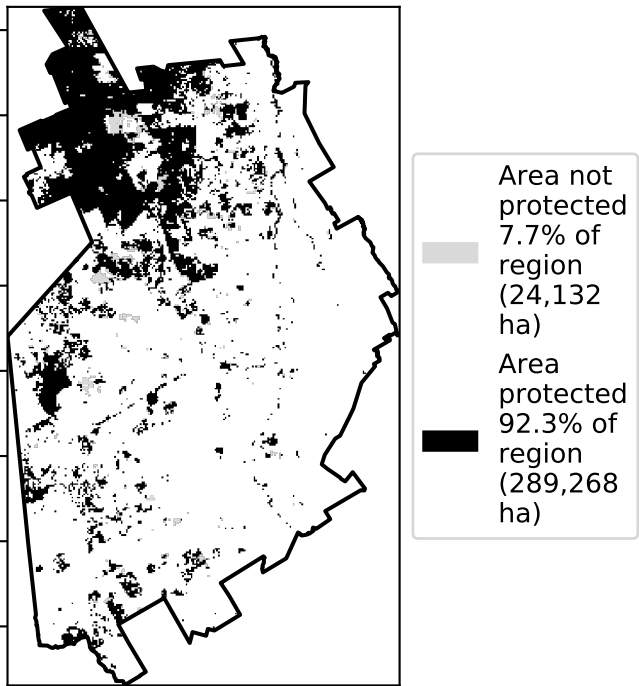 Area not
protected
7.7% of
region
(24,132
ha)
Area
protected
92.3% of
region
(289,268
ha)